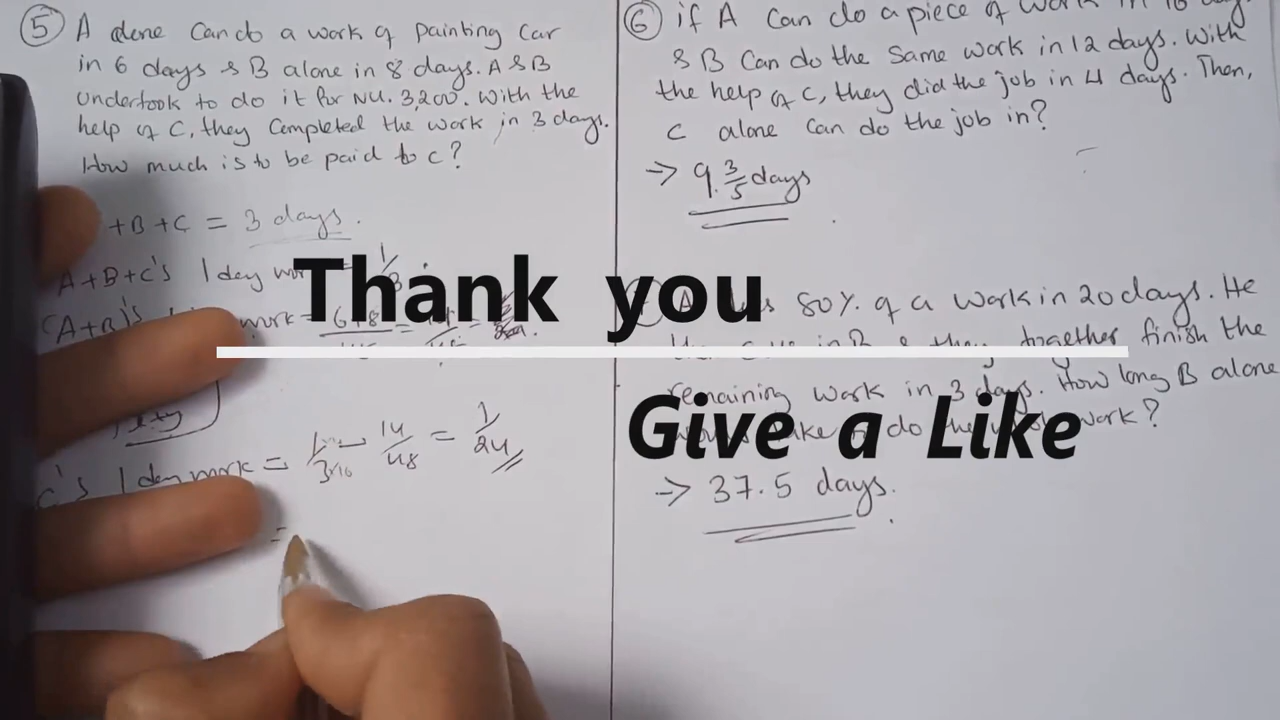 5 A alone can do a work of painting car
in 6 days & B alone in 8 days. A & B
undertook to do it for NU. 3,200. With the
help of C, they completed the work in 3 days.
How much is to be paid to C?
+B+C = 3 days.
A+B+C's 1 day
C's 1 day work = 1/3 14/48 = 1/24
=
6 if A can do a piece of work in
& B can do the same work in 12 days. With
the help of C, they did the job in 4 days. Then,
C alone can do the job in?
→ 9.3/5 days
80% of a work in 20 days. He
together finish the
remaining work in 3 days. How long B alone
do the work?
→ 37.5 days.
Thank you
Give a Like